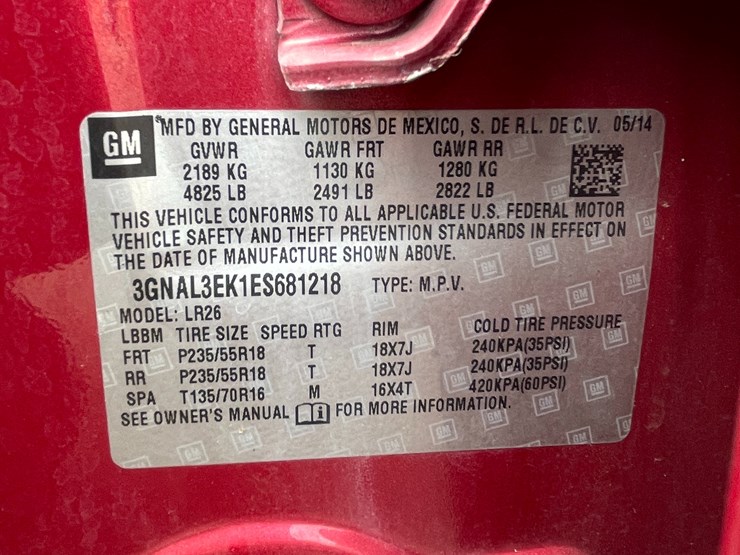 GM
MFD BY GENERAL MOTORS DE MEXICO, S. DE R.L. DE C.V. 05/14
GVWR GAWR FRT GAWR RR
2189 KG 1130 KG 1280 KG
4825 LB 2491 LB 2822 LB
THIS VEHICLE CONFORMS TO ALL APPLICABLE U.S. FEDERAL MOTOR
VEHICLE SAFETY AND THEFT PREVENTION STANDARDS IN EFFECT ON
THE DATE OF MANUFACTURE SHOWN ABOVE.
3GNAL3EK1ES681218 TYPE: M.P.V.
MODEL: LR26
LBBM TIRE SIZE SPEED RTG RIM COLD TIRE PRESSURE
FRT P235/55R18 T 18X7J 240KPA(35PSI)
RR P235/55R18 T 18X7J 240KPA(35PSI)
SPA T135/70R16 M 16X4T 420KPA(60PSI)
SEE OWNER'S MANUAL i FOR MORE INFORMATION.